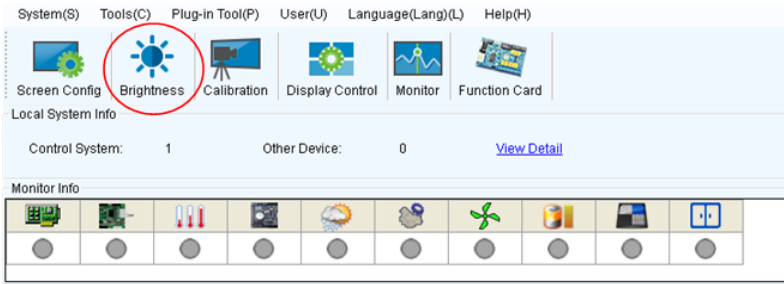 System(S) Tools(C) Plug-in Tool(P) User(U) Language(Lang)(L) Help(H)
Screen Config Brightness Calibration Display Control Monitor Function Card
Local System Info
Control System: 1 Other Device: 0 View Detail
Monitor Info